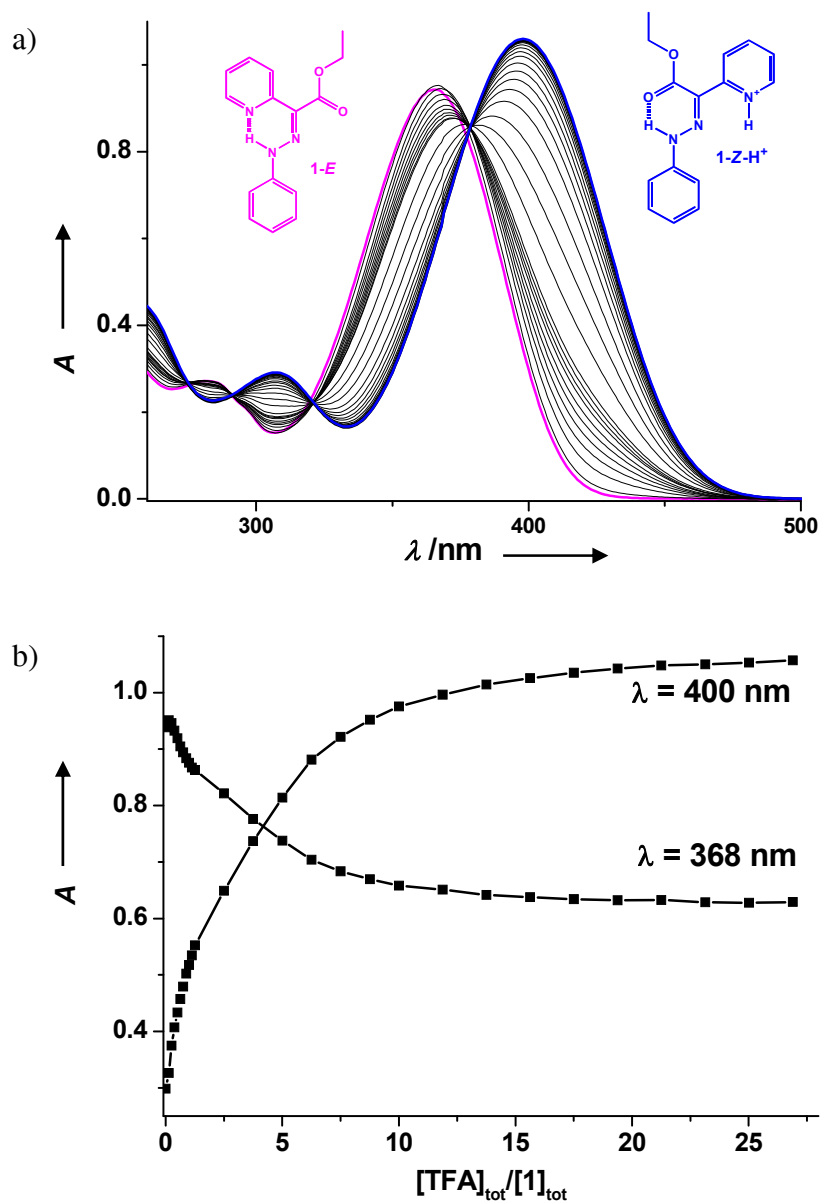 a)
O
O
N
H
N
N
1-E
O
O
H
N
N
N+
H
1-Z-H+
0.8
0.4
0.0
A
300
400
500
λ /nm
b)
1.0
0.8
0.6
0.4
A
λ = 400 nm
λ = 368 nm
0
5
10
15
20
25
[TFA]tot/[1]tot